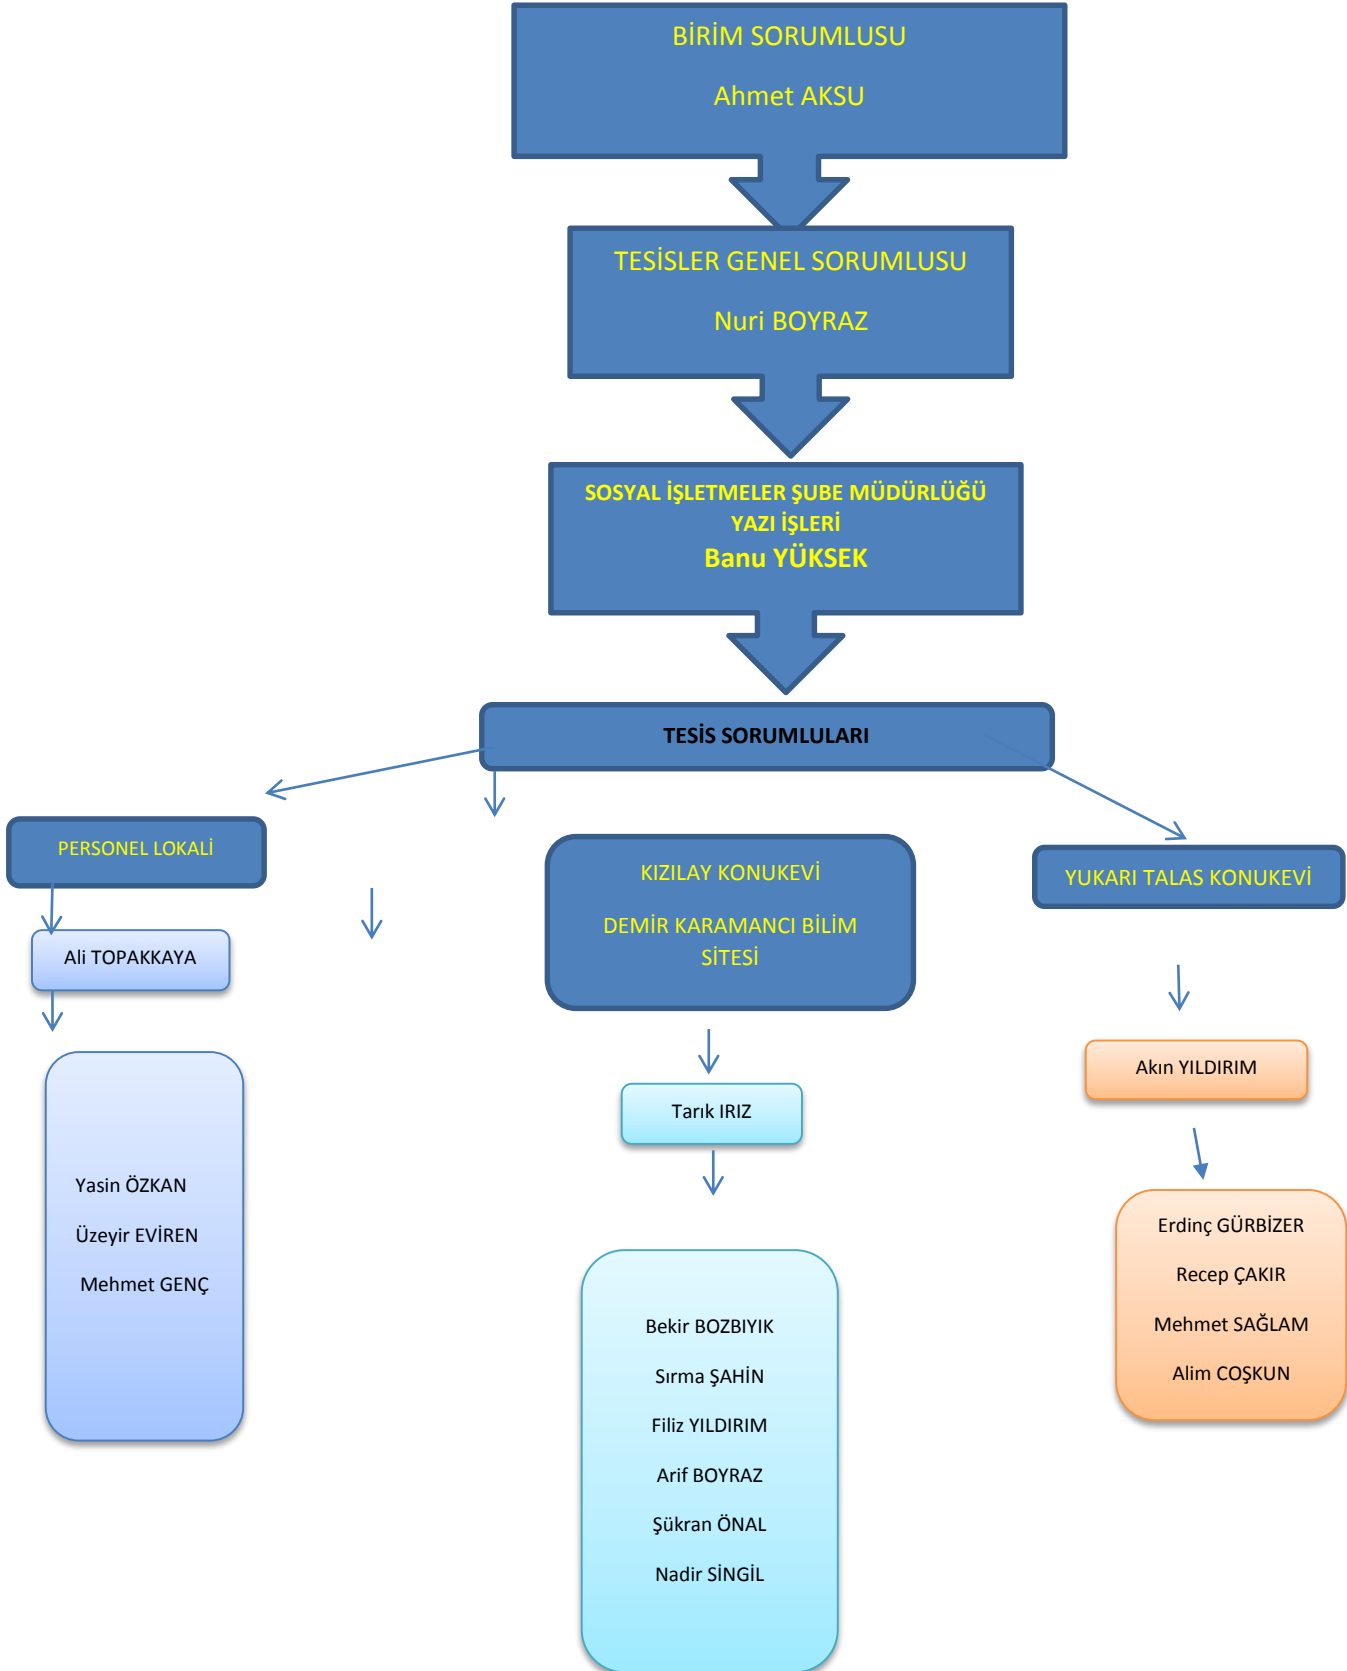 BİRİM SORUMLUSU
Ahmet AKSU
TESİSLER GENEL SORUMLUSU
Nuri BOYRAZ
SOSYAL İŞLETMELER ŞUBE MÜDÜRLÜĞÜ
YAZI İŞLERİ
Banu YÜKSEK
TESİS SORUMLULARI
PERSONEL LOKALİ
Ali TOPAKKAYA
Yasin ÖZKAN
Üzeyir EVİREN
Mehmet GENÇ
KIZILAY KONUKEVİ
DEMİR KARAMANCI BİLİM
SİTESİ
Tarık IRIZ
Bekir BOZBIYIK
Sırma ŞAHİN
Filiz YILDIRIM
Arif BOYRAZ
Şükran ÖNAL
Nadir SİNGİL
YUKARI TALAS KONUKEVİ
Akın YILDIRIM
Erdinç GÜRBİZER
Recep ÇAKIR
Mehmet SAĞLAM
Alim COŞKUN